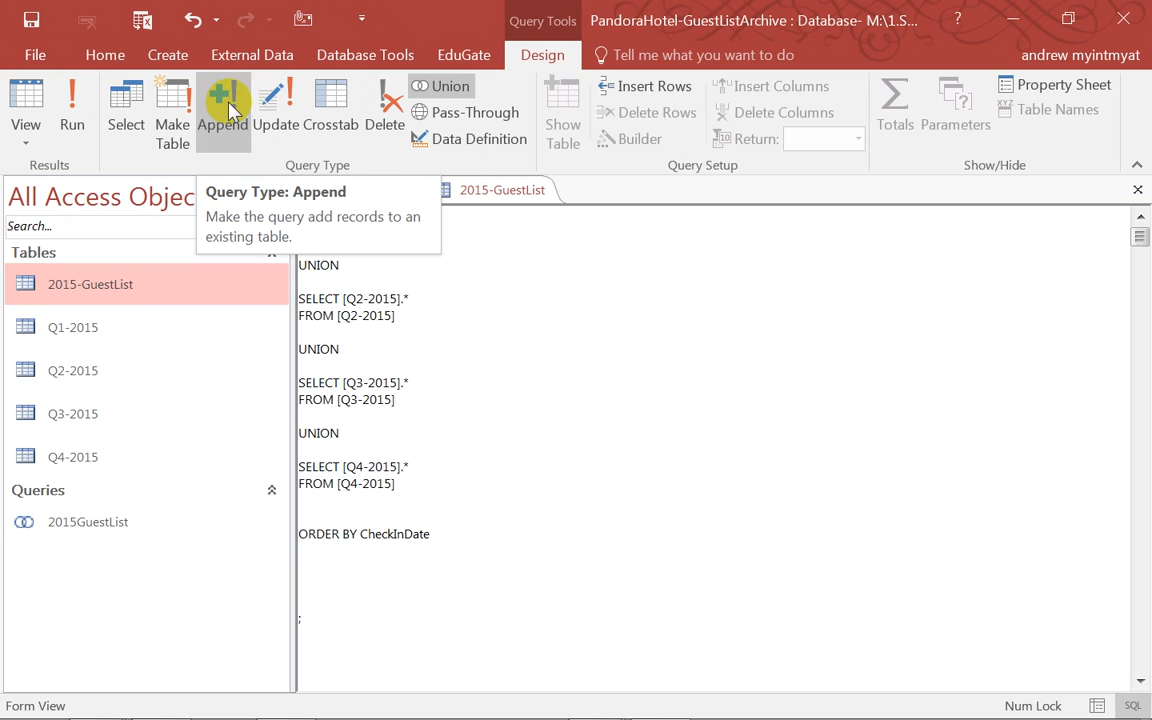 Query Tools
PandoraHotel-GuestListArchive : Database- M:\1.S...
?
File
Home
Create
External Data
Database Tools
EduGate
Design
Tell me what you want to do
andrew myintmyat
View
Run
Select
Make
Table
Append
Update
Crosstab
Delete
Union
Pass-Through
Data Definition
Show
Table
Insert Rows
Delete Rows
Builder
Insert Columns
Delete Columns
Return:
Totals
Parameters
Property Sheet
Table Names
Results
Query Type
Query Setup
Show/Hide
All Access Objec
Query Type: Append
Make the query add records to an
existing table.
2015-GuestList
Search...
Tables
2015-GuestList
Q1-2015
Q2-2015
Q3-2015
Q4-2015
Queries
2015GuestList
UNION
SELECT [Q2-2015].*
FROM [Q2-2015]
UNION
SELECT [Q3-2015].*
FROM [Q3-2015]
UNION
SELECT [Q4-2015].*
FROM [Q4-2015]
ORDER BY CheckInDate
;
Form View
Num Lock
SQL